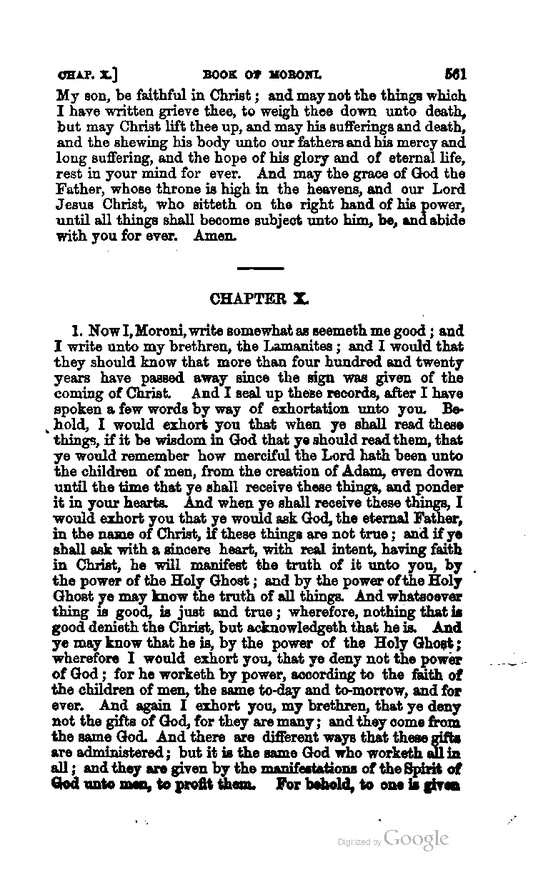 CHAP. X.] BOOK OF MORONI. 561
My son, be faithful in Christ; and may not the things which
I have written grieve thee, to weigh thee down unto death,
but may Christ lift thee up, and may his sufferings and death,
and the shewing his body unto our fathers and his mercy and
long suffering, and the hope of his glory and of eternal life,
rest in your mind for ever. And may the grace of God the
Father, whose throne is high in the heavens, and our Lord
Jesus Christ, who sitteth on the right hand of his power,
until all things shall become subject unto him, be, and abide
with you for ever. Amen.
CHAPTER X.
1. Now I, Moroni, write somewhat as seemeth me good; and
I write unto my brethren, the Lamanites; and I would that
they should know that more than four hundred and twenty
years have passed away since the sign was given of the
coming of Christ. And I seal up these records, after I have
spoken a few words by way of exhortation unto you. Be-
hold, I would exhort you that when ye shall read these
things, if it be wisdom in God that ye should read them, that
ye would remember how merciful the Lord hath been unto
the children of men, from the creation of Adam, even down
until the time that ye shall receive these things, and ponder
it in your hearts. And when ye shall receive these things, I
would exhort you that ye would ask God, the eternal Father,
in the name of Christ, if these things are not true; and if ye
shall ask with a sincere heart, with real intent, having faith
in Christ, he will manifest the truth of it unto you, by
the power of the Holy Ghost; and by the power of the Holy
Ghost ye may know the truth of all things. And whatsoever
thing is good, is just and true; wherefore, nothing that is
good denieth the Christ, but acknowledgeth that he is. And
ye may know that he is, by the power of the Holy Ghost;
wherefore I would exhort you, that ye deny not the power
of God; for he worketh by power, according to the faith of
the children of men, the same to-day and to-morrow, and for
ever. And again I exhort you, my brethren, that ye deny
not the gifts of God, for they are many; and they come from
the same God. And there are different ways that these gifts
are administered; but it is the same God who worketh all in
all; and they are given by the manifestations of the Spirit of
God unto men, to profit them. For behold, to one is given
Digitized by Google